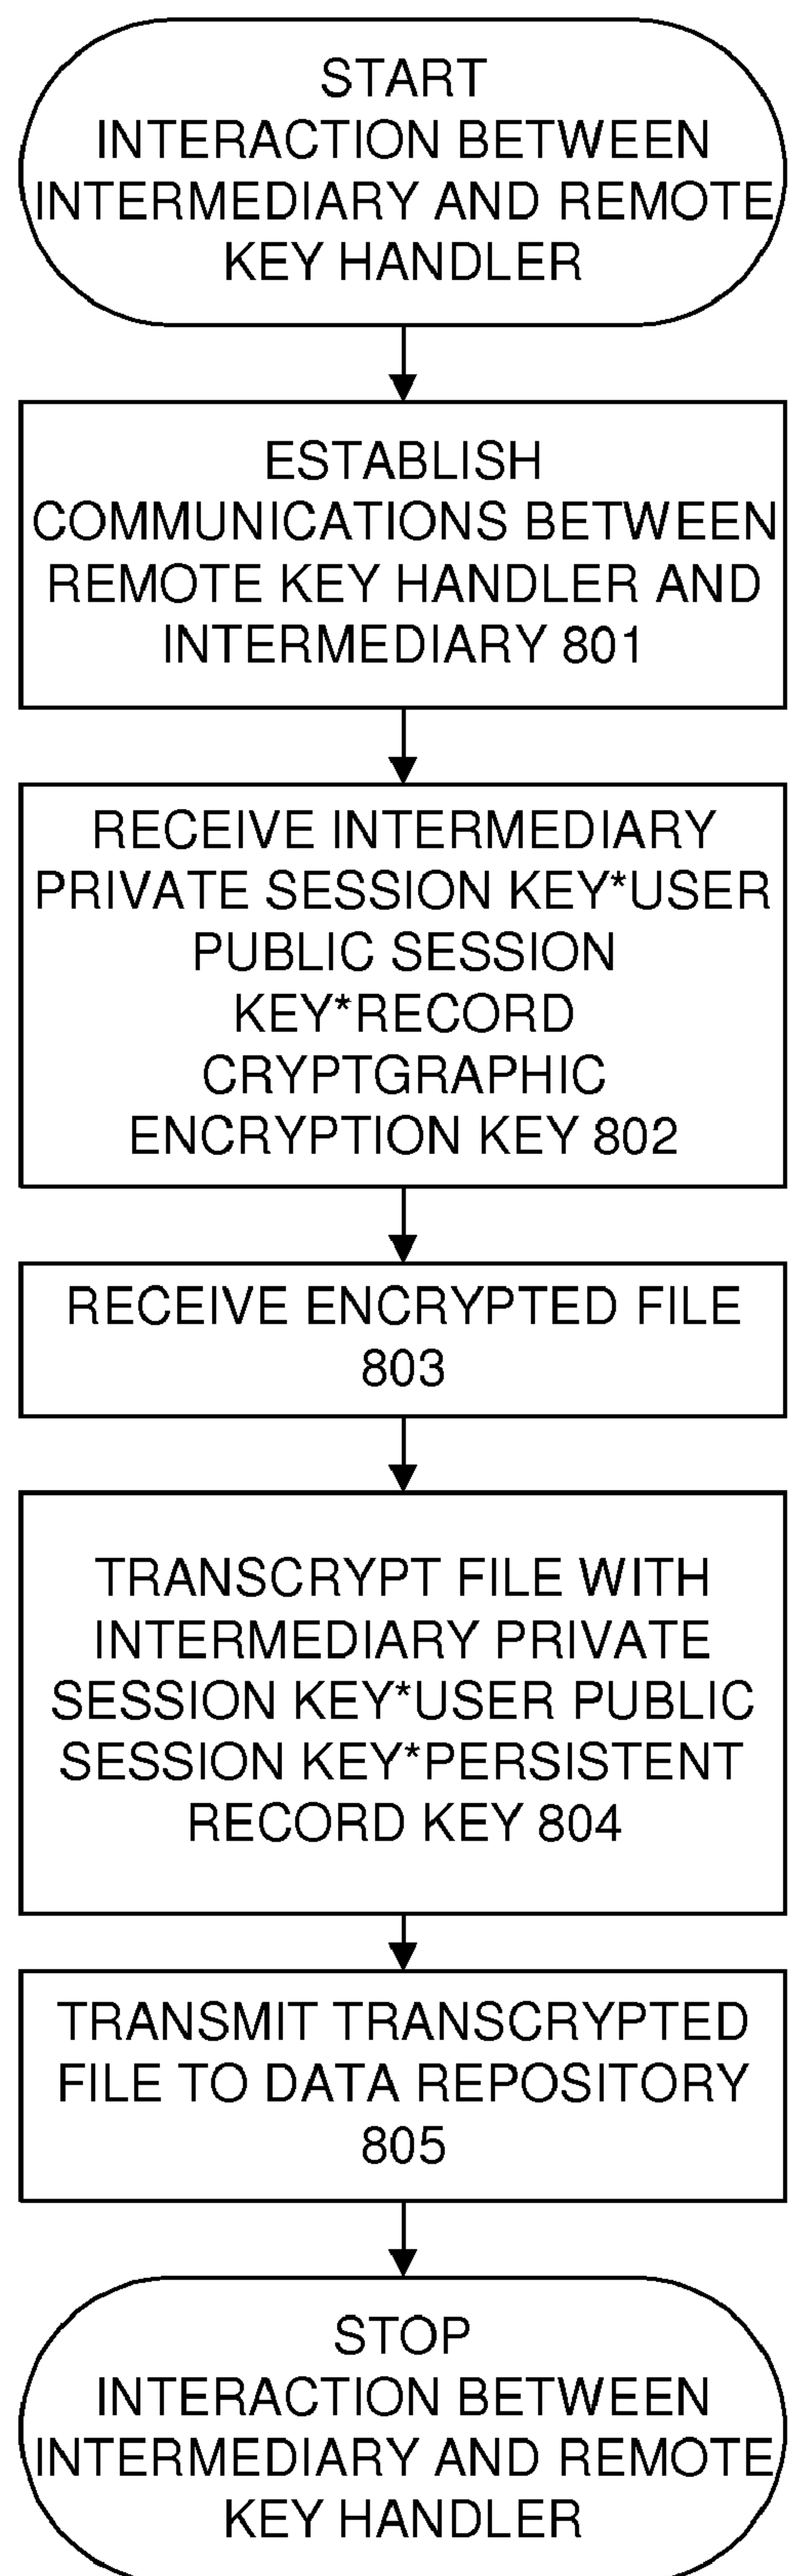 START
INTERACTION BETWEEN
INTERMEDIARY AND REMOTE
KEY HANDLER
ESTABLISH
COMMUNICATIONS BETWEEN
REMOTE KEY HANDLER AND
INTERMEDIARY 801
RECEIVE INTERMEDIARY
PRIVATE SESSION KEY*USER
PUBLIC SESSION
KEY*RECORD
CRYPTGRAPHIC
ENCRYPTION KEY 802
RECEIVE ENCRYPTED FILE
803
TRANSCRYPT FILE WITH
INTERMEDIARY PRIVATE
SESSION KEY*USER PUBLIC
SESSION KEY*PERSISTENT
RECORD KEY 804
TRANSMIT TRANSCRYPTED
FILE TO DATA REPOSITORY
805
STOP
INTERACTION BETWEEN
INTERMEDIARY AND REMOTE
KEY HANDLER